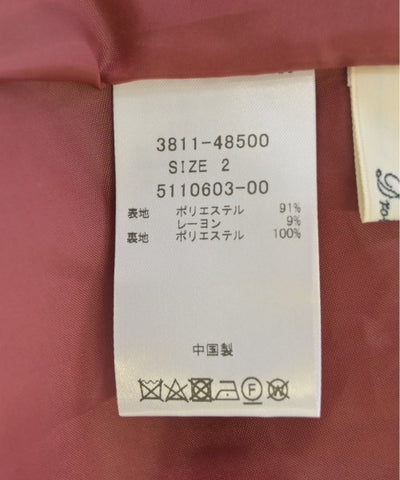 3811-48500
SIZE 2
5110603-00
表地 ポリエステル 91%
レーヨン 9%
裏地 ポリエステル 100%
中国製